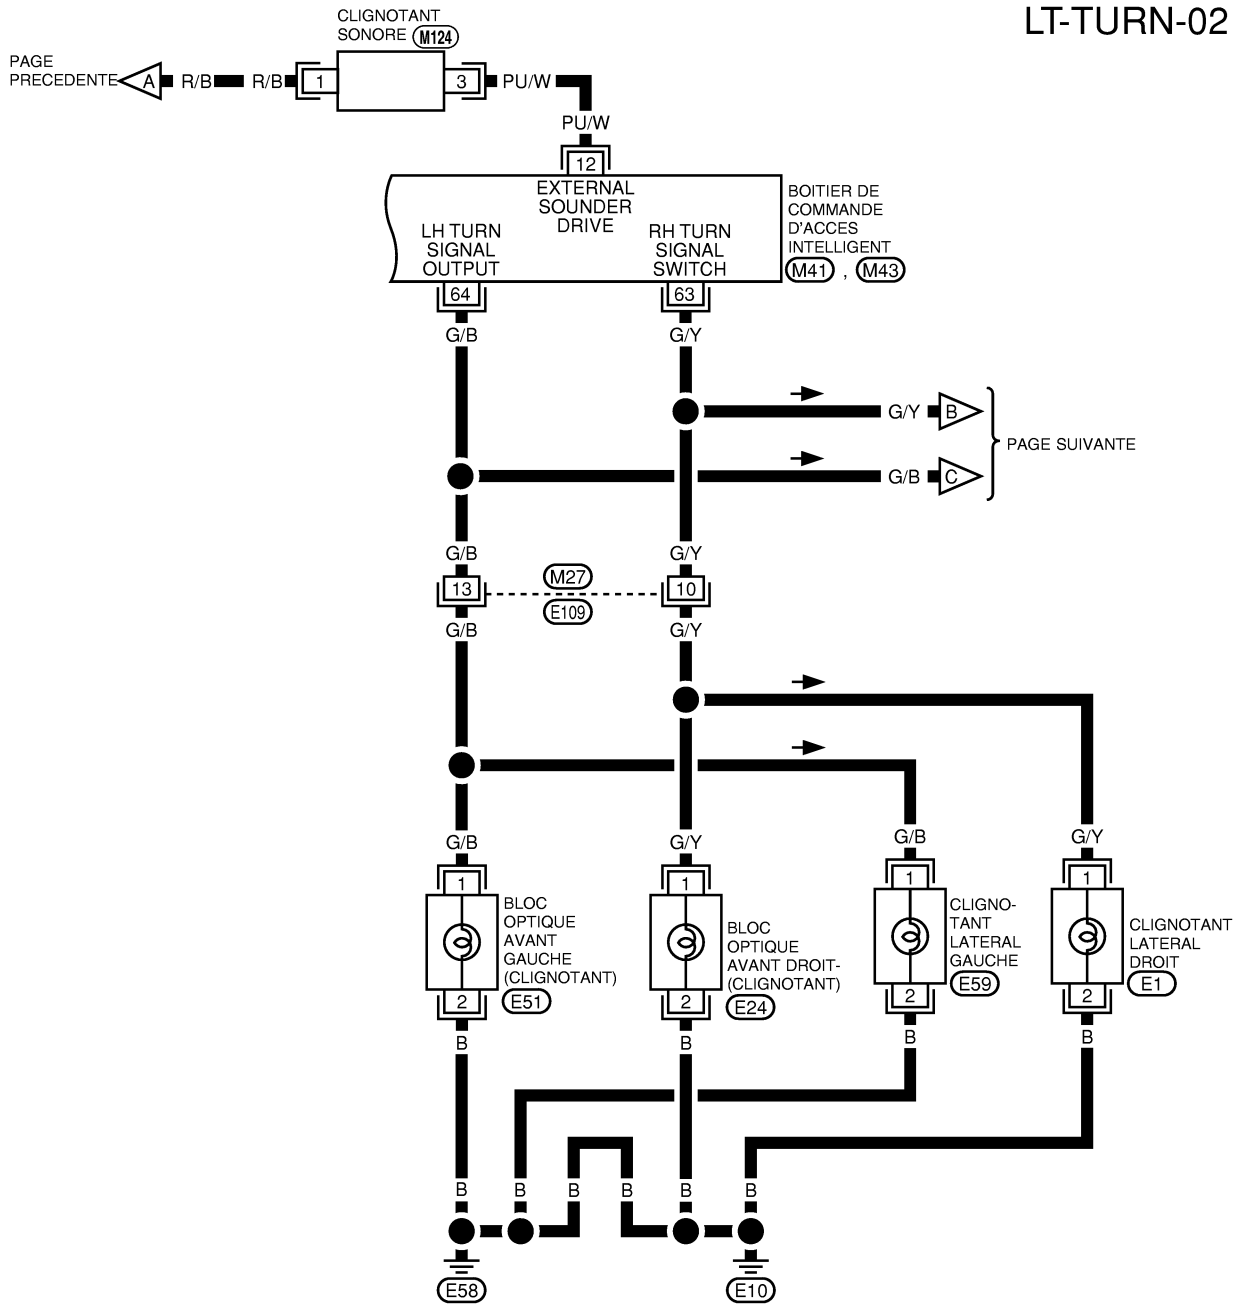 LT-TURN-02
CLIGNOTANT
SONORE M124
PAGE
PRECEDENTE A R/B R/B 1 3 PU/W
PU/W
12
EXTERNAL
SOUNDER
DRIVE
LH TURN
SIGNAL
OUTPUT
RH TURN
SIGNAL
SWITCH
BOITIER DE
COMMANDE
D'ACCES
INTELLIGENT
M41 , M43
64 63
G/B G/Y
G/Y B
PAGE SUIVANTE
G/B C
G/B G/Y
M27
13 10
E109
G/B G/Y
G/B G/Y G/B G/Y
1 1 1 1
BLOC
OPTIQUE
AVANT
GAUCHE
(CLIGNOTANT)
E51
BLOC
OPTIQUE
AVANT DROIT-
(CLIGNOTANT)
E24
CLIGNO-
TANT
LATERAL
GAUCHE
E59
CLIGNOTANT
LATERAL
DROIT
E1
2 2 2 2
B B B B
B B B B B B
E58 E10